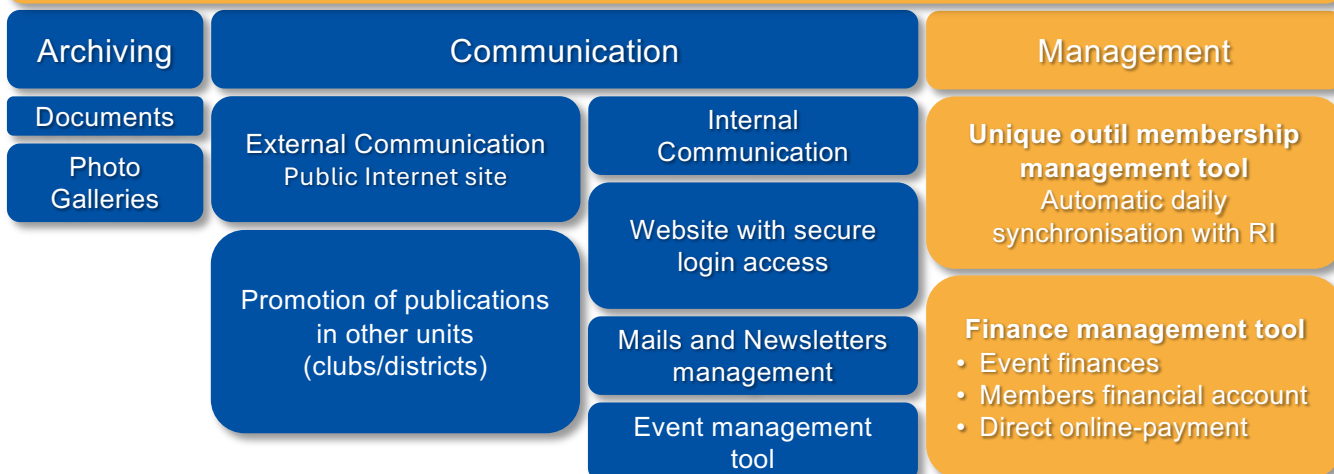 Archiving
Communication
Management
Documents
Photo
Galleries
External Communication
Public Internet site
Promotion of publications
in other units
(clubs/districts)
Internal
Communication
Website with secure
login access
Mails and Newsletters
management
Event management
tool
Unique outil membership
management tool
Automatic daily
synchronisation with RI
Finance management tool
• Event finances
• Members financial account
• Direct online-payment